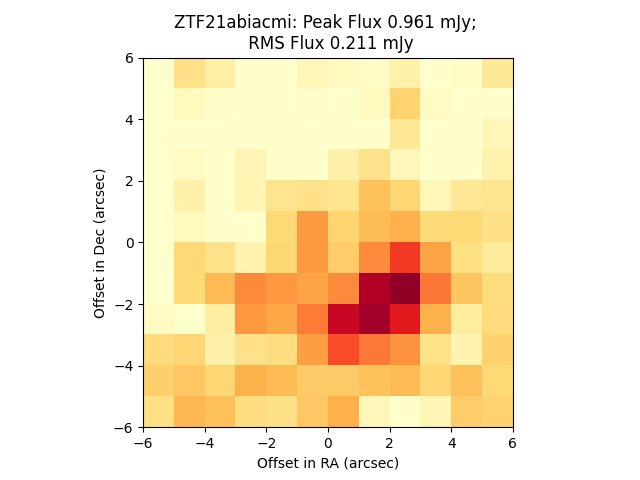 ZTF21abiacmi: Peak Flux 0.961 mJy;
RMS Flux 0.211 mJy
6
4
2
0
−2
−4
−6
Offset in Dec (arcsec)
−6 −4 −2 0 2 4 6
Offset in RA (arcsec)